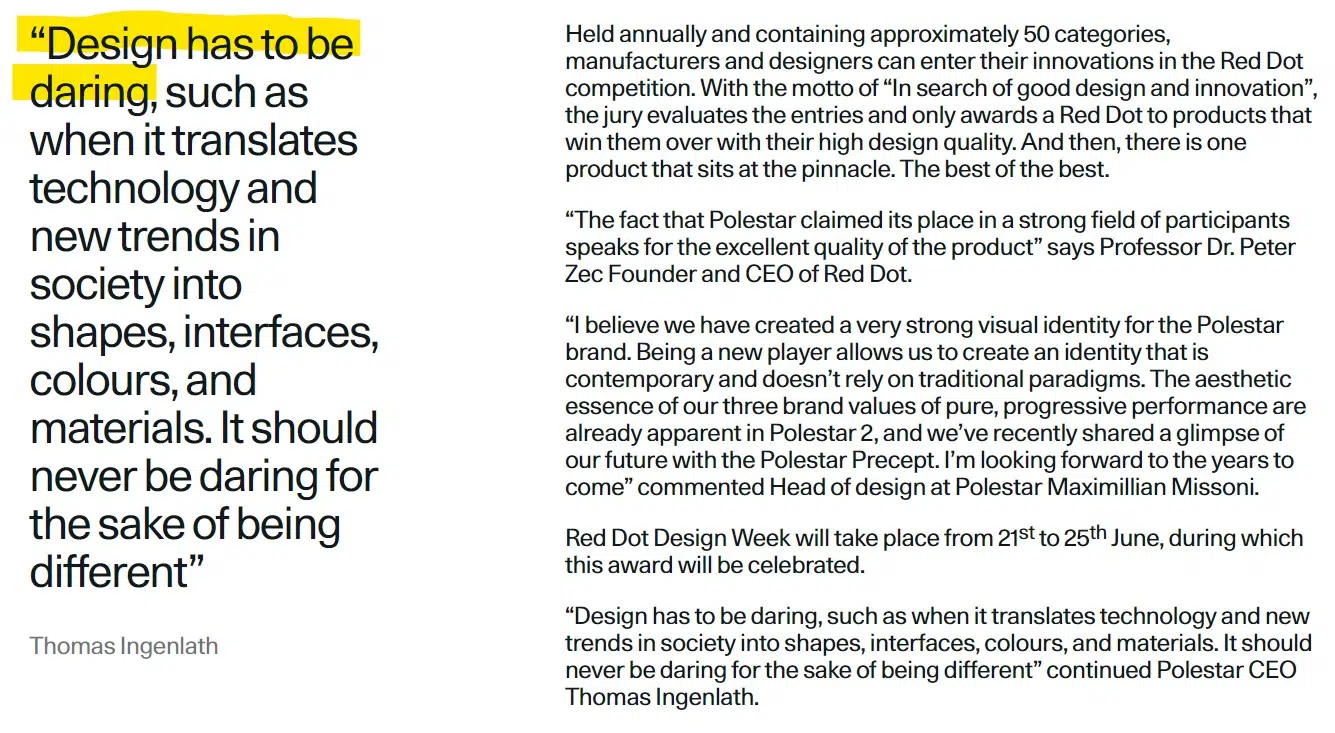 “Design has to be
daring, such as
when it translates
technology and
new trends in
society into
shapes, interfaces,
colours, and
materials. It should
never be daring for
the sake of being
different”
Thomas Ingenlath
Held annually and containing approximately 50 categories,
manufacturers and designers can enter their innovations in the Red Dot
competition. With the motto of “In search of good design and innovation”,
the jury evaluates the entries and only awards a Red Dot to products that
win them over with their high design quality. And then, there is one
product that sits at the pinnacle. The best of the best.
“The fact that Polestar claimed its place in a strong field of participants
speaks for the excellent quality of the product” says Professor Dr. Peter
Zec Founder and CEO of Red Dot.
“I believe we have created a very strong visual identity for the Polestar
brand. Being a new player allows us to create an identity that is
contemporary and doesn’t rely on traditional paradigms. The aesthetic
essence of our three brand values of pure, progressive performance are
already apparent in Polestar 2, and we’ve recently shared a glimpse of
our future with the Polestar Precept. I’m looking forward to the years to
come” commented Head of design at Polestar Maximillian Missoni.
Red Dot Design Week will take place from 21st to 25th June, during which
this award will be celebrated.
“Design has to be daring, such as when it translates technology and new
trends in society into shapes, interfaces, colours, and materials. It should
never be daring for the sake of being different” continued Polestar CEO
Thomas Ingenlath.